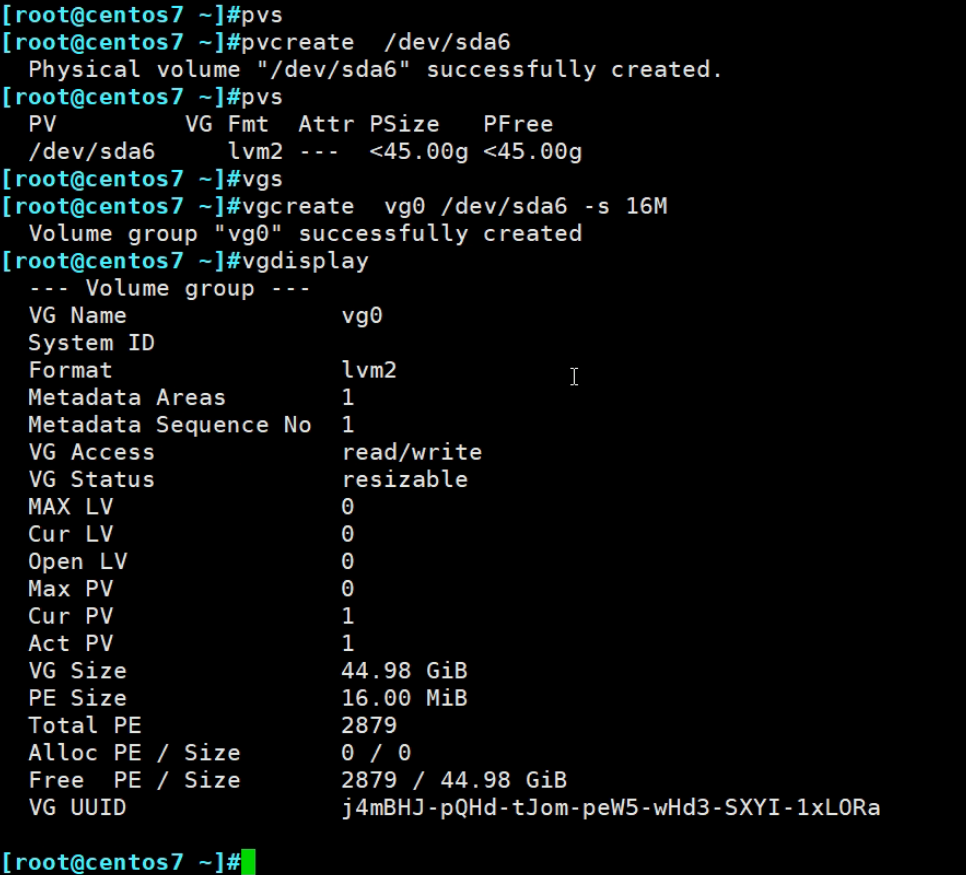 [root@centos7 ~]#pvs
[root@centos7 ~]#pvcreate  /dev/sda6
  Physical volume "/dev/sda6" successfully created.
[root@centos7 ~]#pvs
  PV         VG Fmt  Attr PSize   PFree
  /dev/sda6     lvm2 ---  <45.00g <45.00g
[root@centos7 ~]#vgs
[root@centos7 ~]#vgcreate  vg0 /dev/sda6 -s 16M
  Volume group "vg0" successfully created
[root@centos7 ~]#vgdisplay
  --- Volume group ---
  VG Name               vg0
  System ID
  Format                lvm2
  Metadata Areas        1
  Metadata Sequence No  1
  VG Access             read/write
  VG Status             resizable
  MAX LV                0
  Cur LV                0
  Open LV               0
  Max PV                0
  Cur PV                1
  Act PV                1
  VG Size               44.98 GiB
  PE Size               16.00 MiB
  Total PE              2879
  Alloc PE / Size       0 / 0
  Free  PE / Size       2879 / 44.98 GiB
  VG UUID               j4mBHJ-pQHd-tJom-peW5-wHd3-SXYI-1xLORa
[root@centos7 ~]#